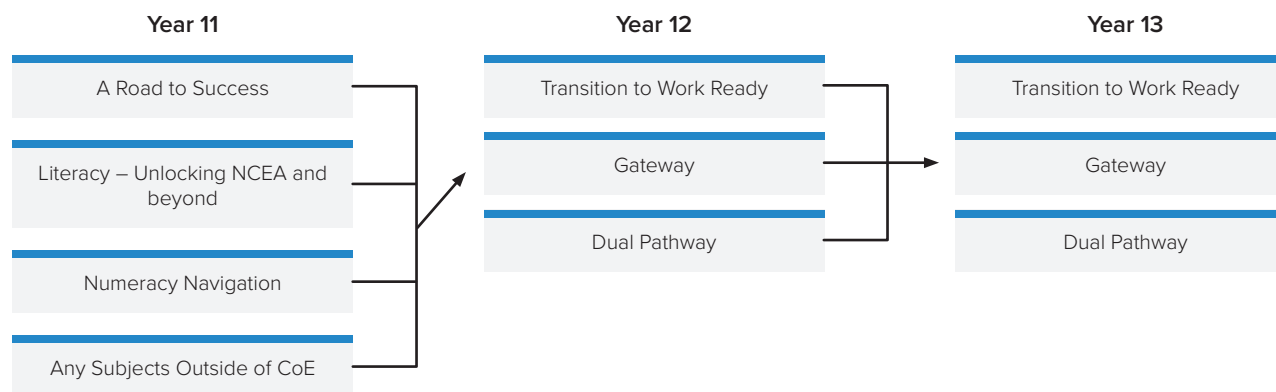 Year 11
A Road to Success
Literacy – Unlocking NCEA and
beyond
Numeracy Navigation
Any Subjects Outside of CoE
Year 12
Transition to Work Ready
Gateway
Dual Pathway
Year 13
Transition to Work Ready
Gateway
Dual Pathway